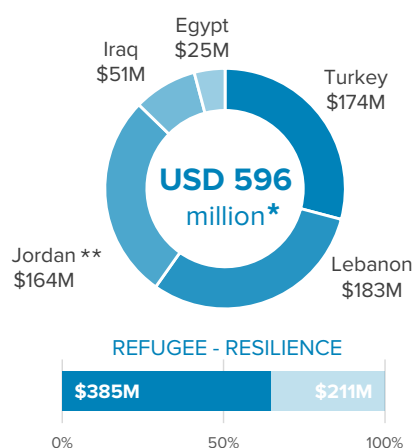 Egypt
$25M
Iraq
$51M
Turkey
$174M
USD 596
million*
Jordan **
$164M
Lebanon
$183M
REFUGEE - RESILIENCE
$385M $211M
0% 50% 100%